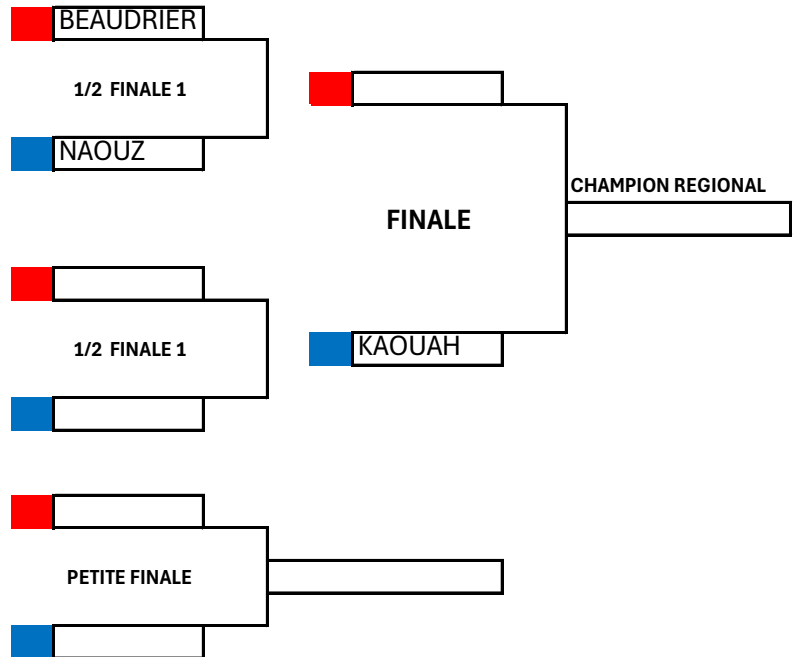 BEAUDRIER
1/2 FINALE 1
NAOUZ
CHAMPION REGIONAL
FINALE
1/2 FINALE 1
KAOUAH
PETITE FINALE